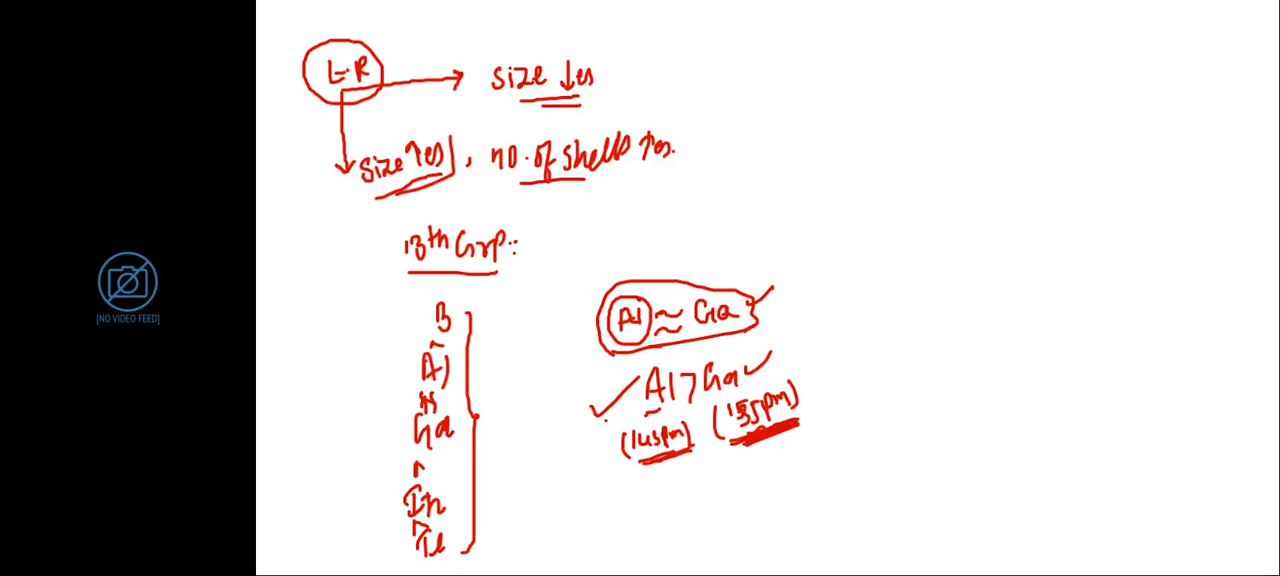 L-R → size ↓es
size ↑es, no. of shells ↑es.
13th Grp:
[NO VIDEO FEED]
B
Al
Ga
In
Tl
Al ≈ Ga
Al > Ga
(145pm) (135pm)